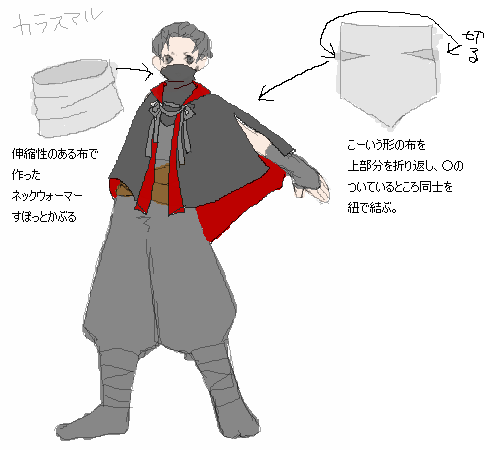 カラスマル
切る
伸縮性のある布で
作った
ネックウォーマー
すぽっとかぶる
こーいう形の布を
上部分を折り返し、○の
ついているところ同士を
紐で結ぶ。